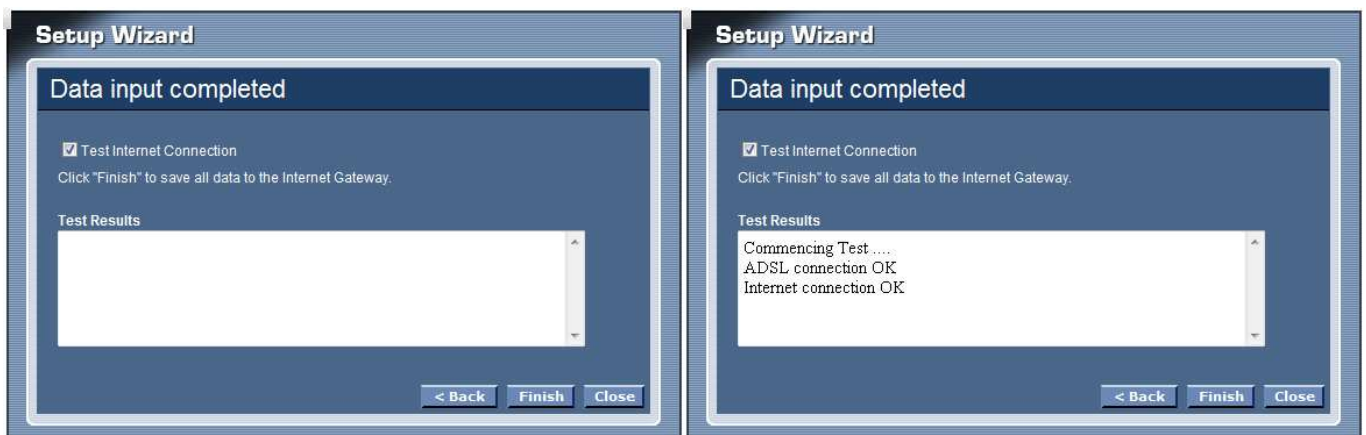 Setup Wizard
Data input completed
Test Internet Connection
Click "Finish" to save all data to the Internet Gateway.
Test Results
< Back Finish Close
Setup Wizard
Data input completed
Test Internet Connection
Click "Finish" to save all data to the Internet Gateway.
Test Results
Commencing Test ....
ADSL connection OK
Internet connection OK
< Back Finish Close